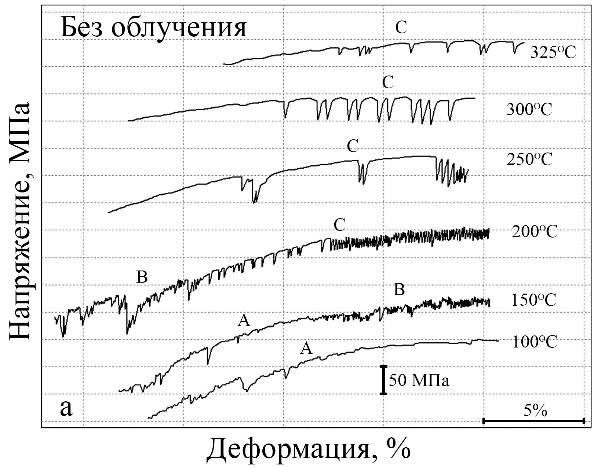 Без облучения
C
325°C
C
300°C
C
250°C
C
200°C
B
B
150°C
A
A
100°C
50 МПа
а
5%
Напряжение, МПа
Деформация, %